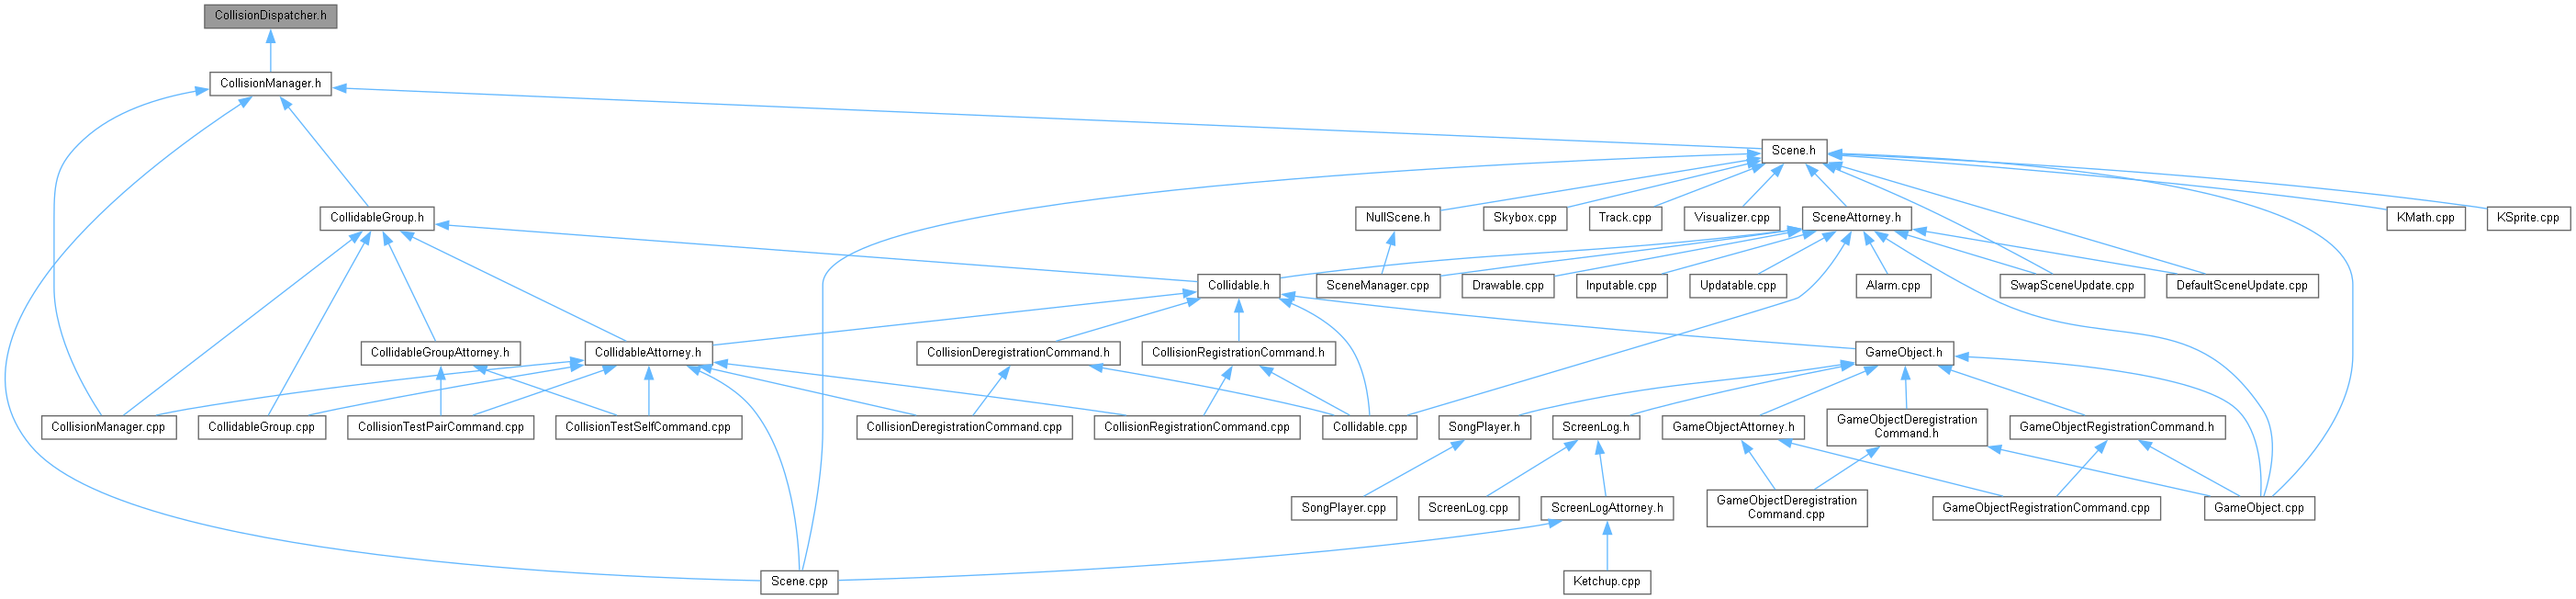 CollisionDispatcher.h
CollisionManager.h
Scene.h
CollidableGroup.h
NullScene.h
Skybox.cpp
Track.cpp
Visualizer.cpp
SceneAttorney.h
KMath.cpp
KSprite.cpp
Collidable.h
SceneManager.cpp
Drawable.cpp
Inputable.cpp
Updatable.cpp
Alarm.cpp
SwapSceneUpdate.cpp
DefaultSceneUpdate.cpp
CollidableGroupAttorney.h
CollidableAttorney.h
CollisionDeregistrationCommand.h
CollisionRegistrationCommand.h
GameObject.h
CollisionManager.cpp
CollidableGroup.cpp
CollisionTestPairCommand.cpp
CollisionTestSelfCommand.cpp
CollisionDeregistrationCommand.cpp
CollisionRegistrationCommand.cpp
Collidable.cpp
SongPlayer.h
ScreenLog.h
GameObjectAttorney.h
GameObjectDeregistration
Command.h
GameObjectRegistrationCommand.h
SongPlayer.cpp
ScreenLog.cpp
ScreenLogAttorney.h
GameObjectDeregistration
Command.cpp
GameObjectRegistrationCommand.cpp
GameObject.cpp
Scene.cpp
Ketchup.cpp